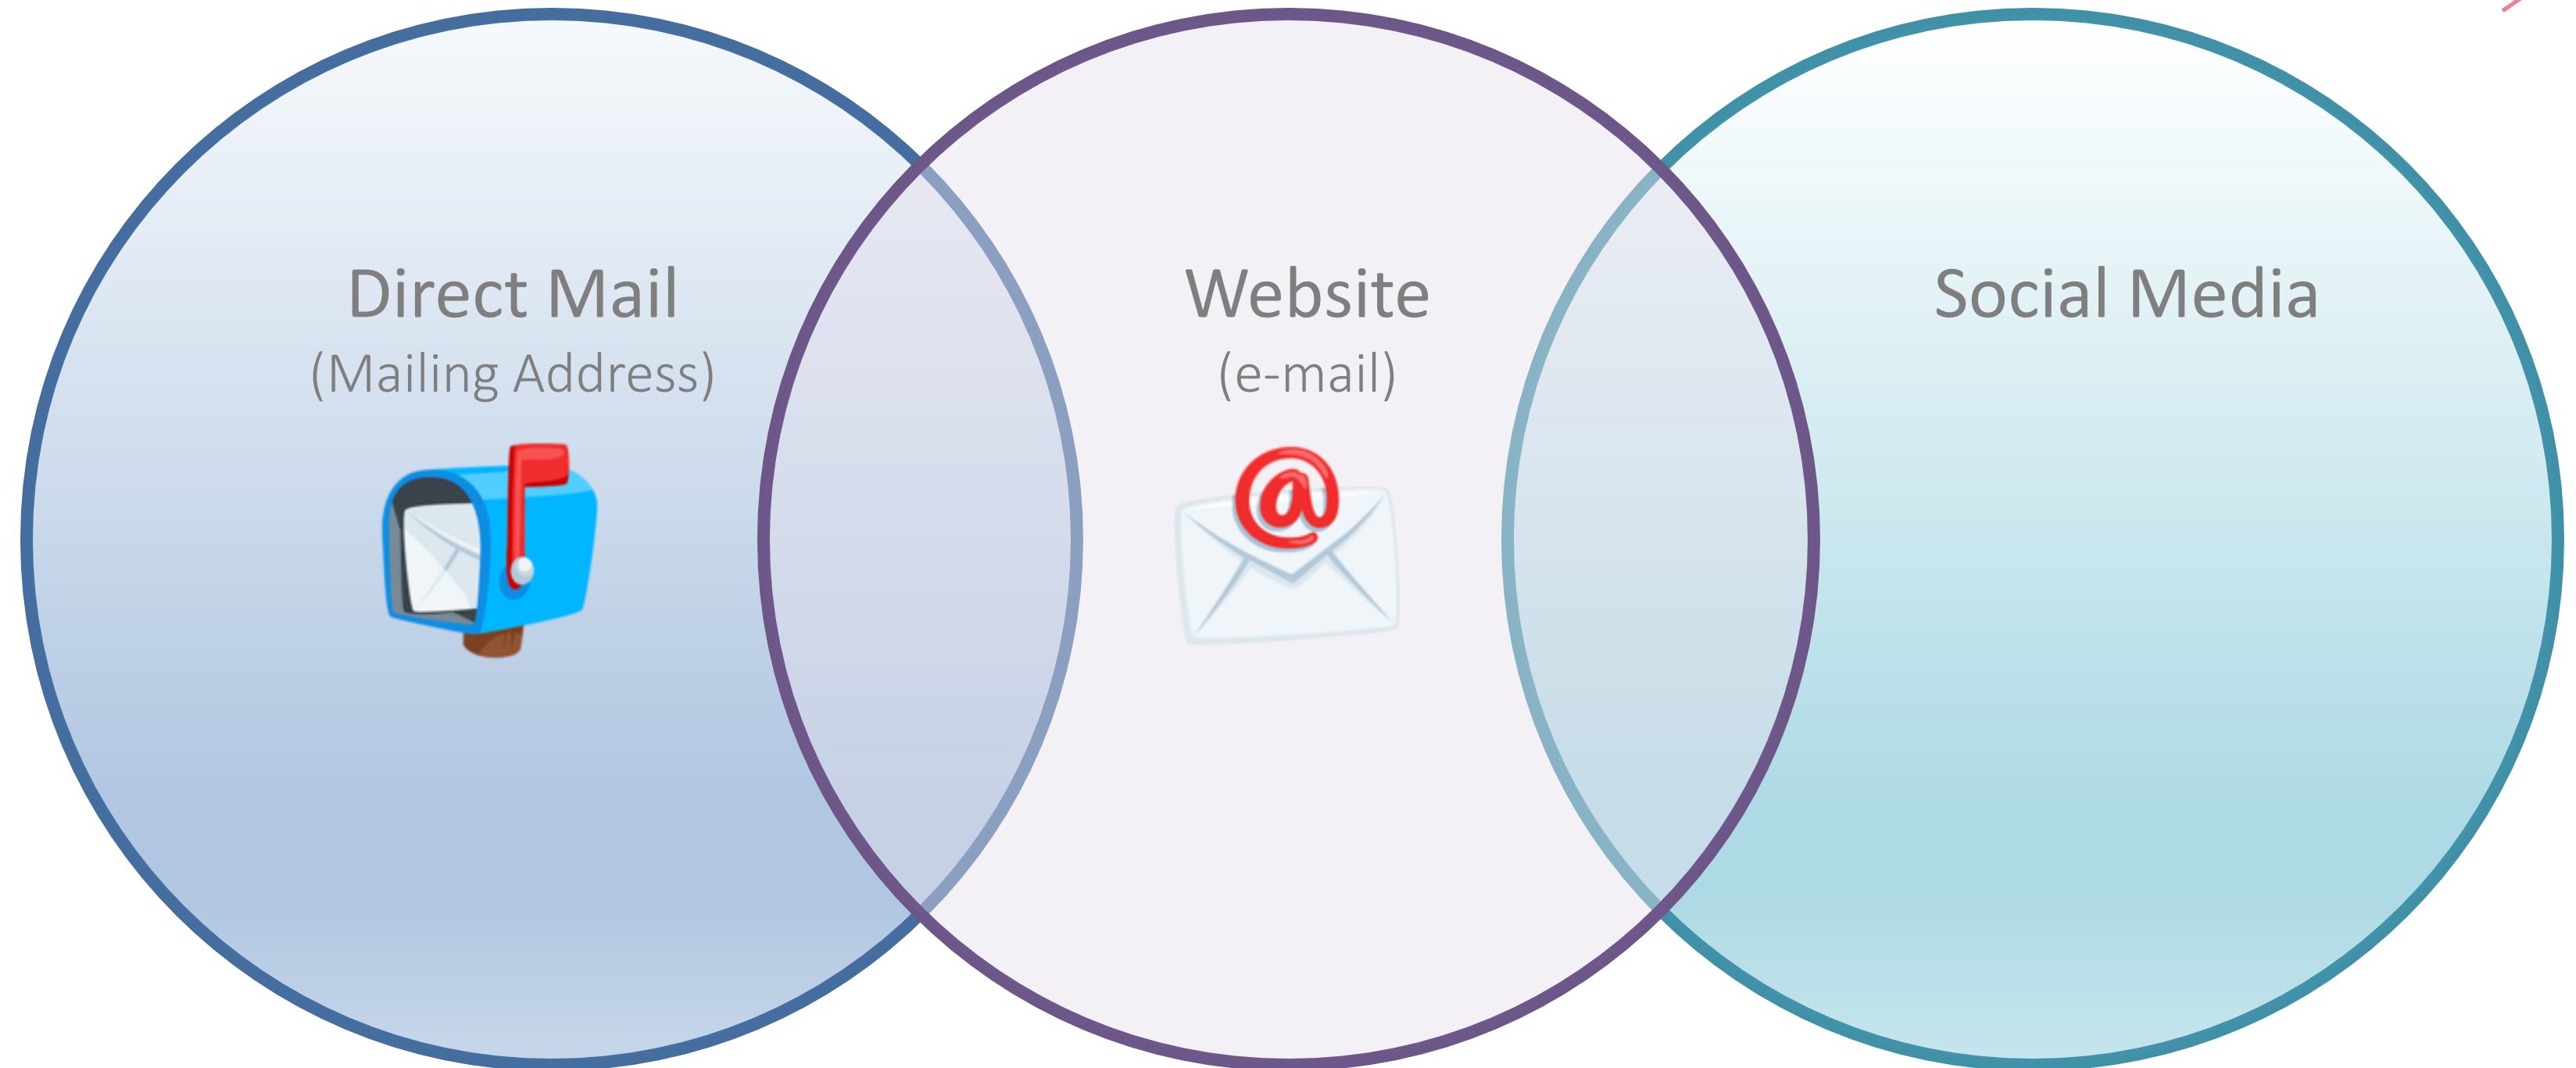 Direct Mail
(Mailing Address)
Website
(e-mail)
@
Social Media